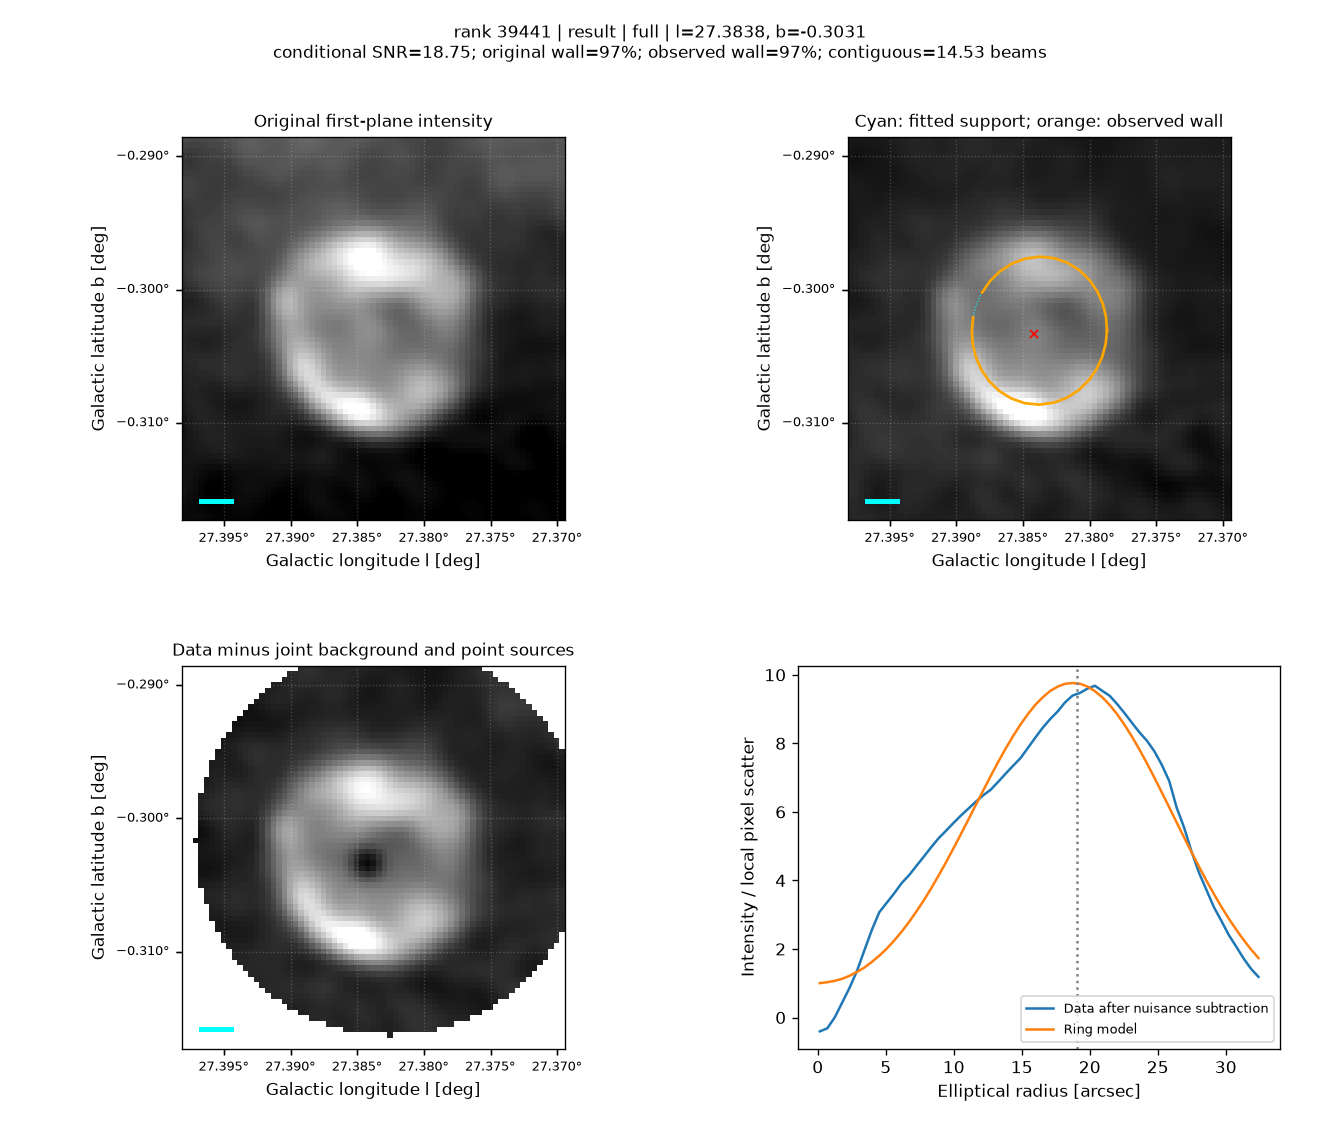 rank 39441 | result | full | l=27.3838, b=-0.3031
conditional SNR=18.75; original wall=97%; observed wall=97%; contiguous=14.53 beams
Original first-plane intensity
−0.290°
−0.300°
−0.310°
Galactic latitude b [deg]
27.395° 27.390° 27.385° 27.380° 27.375° 27.370°
Galactic longitude l [deg]
Cyan: fitted support; orange: observed wall
−0.290°
−0.300°
−0.310°
Galactic latitude b [deg]
27.395° 27.390° 27.385° 27.380° 27.375° 27.370°
Galactic longitude l [deg]
Data minus joint background and point sources
−0.290°
−0.300°
−0.310°
Galactic latitude b [deg]
27.395° 27.390° 27.385° 27.380° 27.375° 27.370°
Galactic longitude l [deg]
10
8
6
4
2
0
Intensity / local pixel scatter
Data after nuisance subtraction
Ring model
0 5 10 15 20 25 30
Elliptical radius [arcsec]